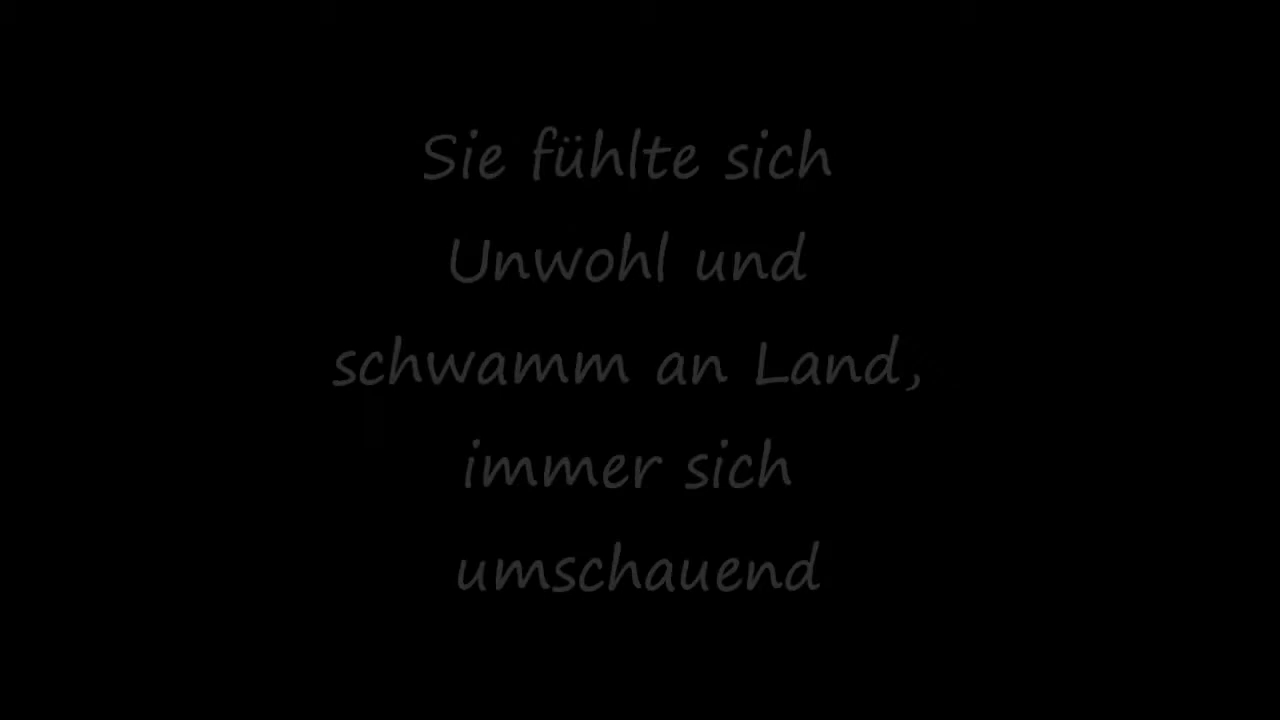 Sie fühlte sich
Unwohl und
schwamm an Land,
immer sich
umschauend